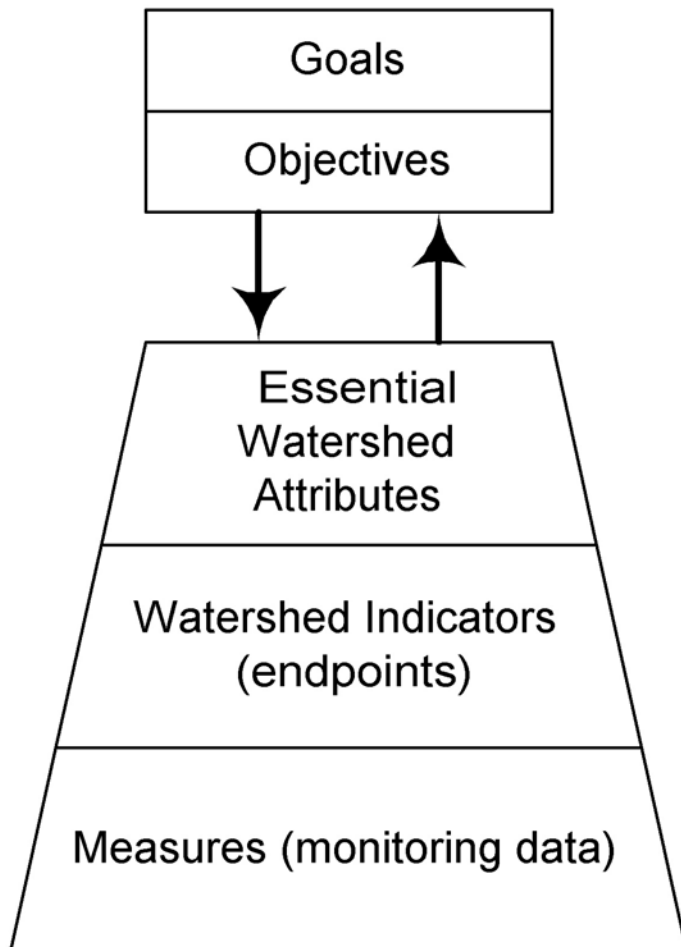 Goals
Objectives
Essential
Watershed
Attributes
Watershed Indicators
(endpoints)
Measures (monitoring data)